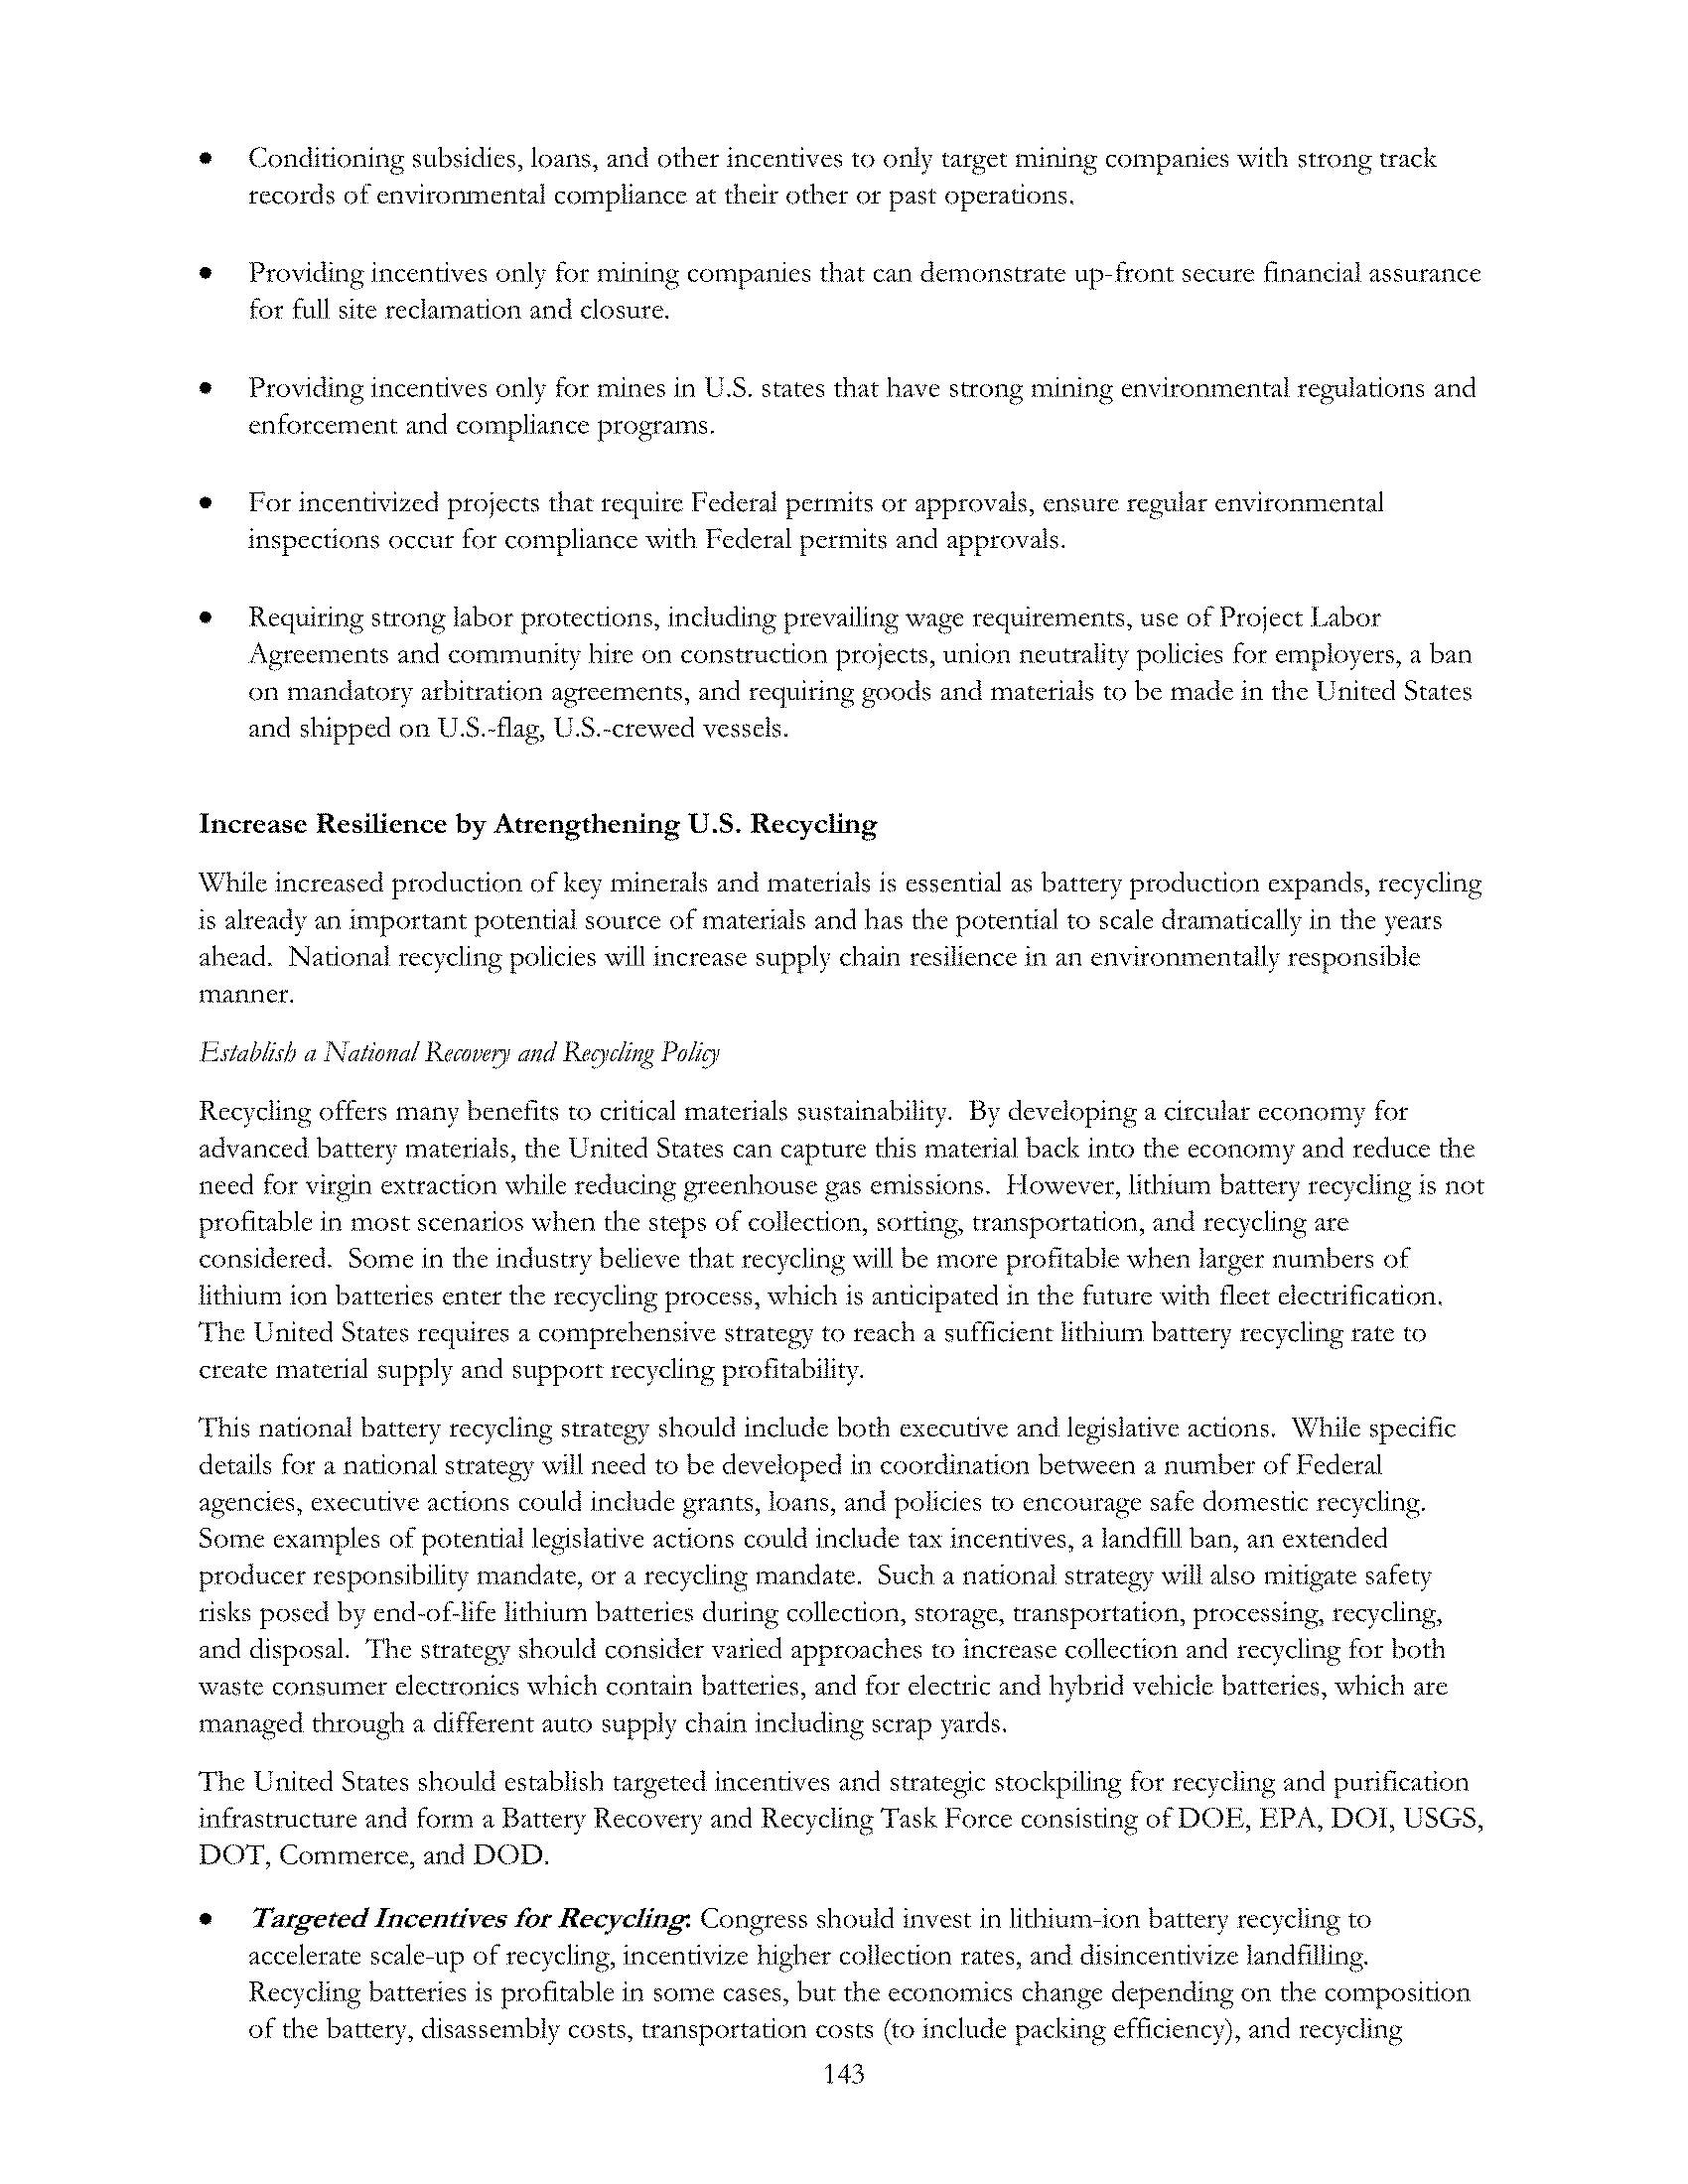 • Conditioning subsidies, loans, and other incentives to only target mining companies with strong track
records of environmental compliance at their other or past operations.
• Providing incentives only for mining companies that can demonstrate up-front secure financial assurance
for full site reclamation and closure.
• Providing incentives only for mines in U.S. states that have strong mining environmental regulations and
enforcement and compliance programs.
• For incentivized projects that require Federal permits or approvals, ensure regular environmental
inspections occur for compliance with Federal permits and approvals.
• Requiring strong labor protections, including prevailing wage requirements, use of Project Labor
Agreements and community hire on construction projects, union neutrality policies for employers, a ban
on mandatory arbitration agreements, and requiring goods and materials to be made in the United States
and shipped on U.S.-flag, U.S.-crewed vessels.
Increase Resilience by Atrengthening U.S. Recycling
While increased production of key minerals and materials is essential as battery production expands, recycling
is already an important potential source of materials and has the potential to scale dramatically in the years
ahead. National recycling policies will increase supply chain resilience in an environmentally responsible
manner.
Establish a National Recovery and Recycling Policy
Recycling offers many benefits to critical materials sustainability. By developing a circular economy for
advanced battery materials, the United States can capture this material back into the economy and reduce the
need for virgin extraction while reducing greenhouse gas emissions. However, lithium battery recycling is not
profitable in most scenarios when the steps of collection, sorting, transportation, and recycling are
considered. Some in the industry believe that recycling will be more profitable when larger numbers of
lithium ion batteries enter the recycling process, which is anticipated in the future with fleet electrification.
The United States requires a comprehensive strategy to reach a sufficient lithium battery recycling rate to
create material supply and support recycling profitability.
This national battery recycling strategy should include both executive and legislative actions. While specific
details for a national strategy will need to be developed in coordination between a number of Federal
agencies, executive actions could include grants, loans, and policies to encourage safe domestic recycling.
Some examples of potential legislative actions could include tax incentives, a landfill ban, an extended
producer responsibility mandate, or a recycling mandate. Such a national strategy will also mitigate safety
risks posed by end-of-life lithium batteries during collection, storage, transportation, processing, recycling,
and disposal. The strategy should consider varied approaches to increase collection and recycling for both
waste consumer electronics which contain batteries, and for electric and hybrid vehicle batteries, which are
managed through a different auto supply chain including scrap yards.
The United States should establish targeted incentives and strategic stockpiling for recycling and purification
infrastructure and form a Battery Recovery and Recycling Task Force consisting of DOE, EPA, DOI, USGS,
DOT, Commerce, and DOD.
• Targeted Incentives for Recycling: Congress should invest in lithium-ion battery recycling to
accelerate scale-up of recycling, incentivize higher collection rates, and disincentivize landfilling.
Recycling batteries is profitable in some cases, but the economics change depending on the composition
of the battery, disassembly costs, transportation costs (to include packing efficiency), and recycling
143